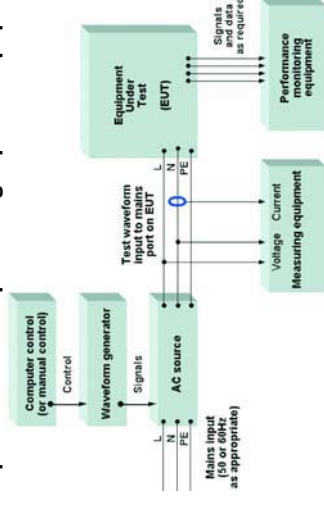 Computer control
(or manual control)
Control
Waveform generator
Signals
AC source
L
N
PE
Mains input
(50 or 60Hz
as appropriate)
Test waveform
input to mains
port on EUT
L
N
PE
Equipment
Under
Test
(EUT)
Signals
and data
as required
Performance
monitoring
equipment
Voltage
Current
Measuring equipment